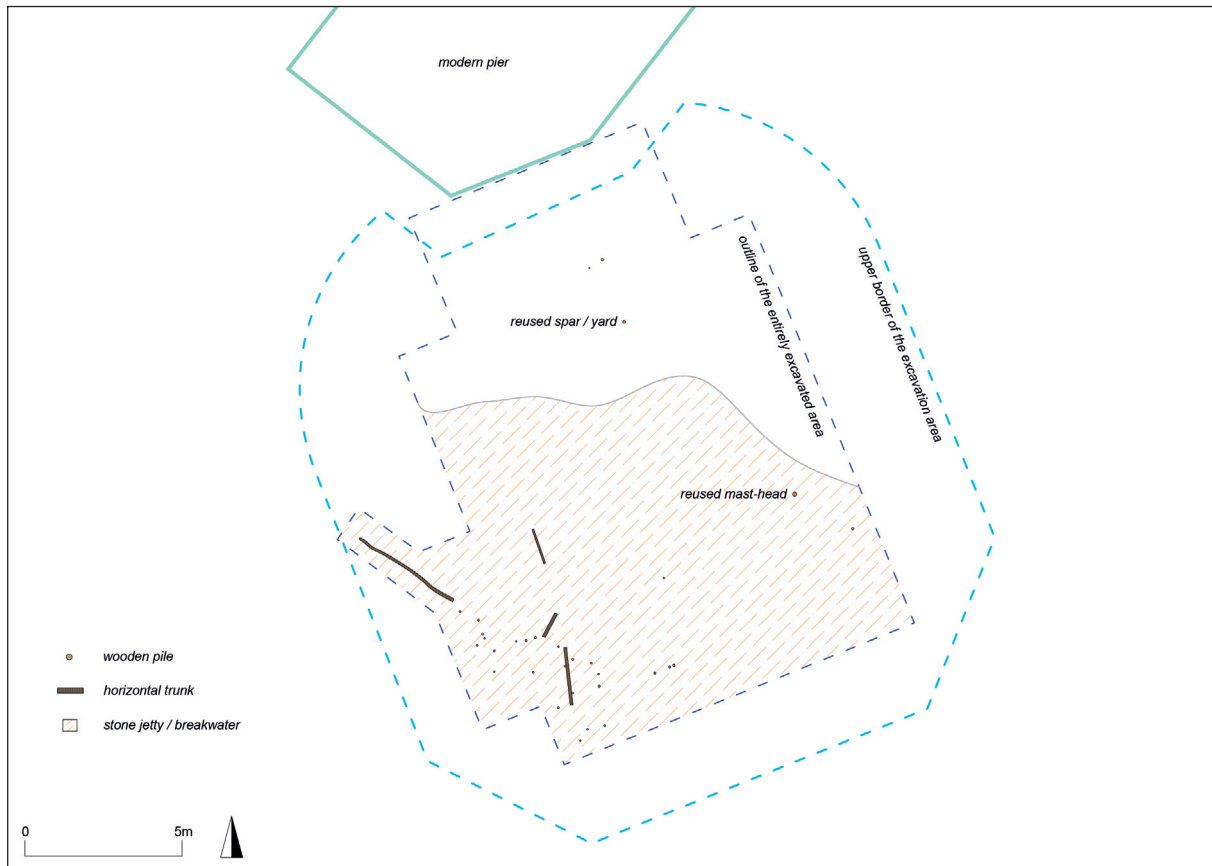 modern pier
outline of the entirely excavated area
upper border of the excavation area
reused spar / yard
reused mast-head
wooden pile
horizontal trunk
stone jetty / breakwater
0 5m